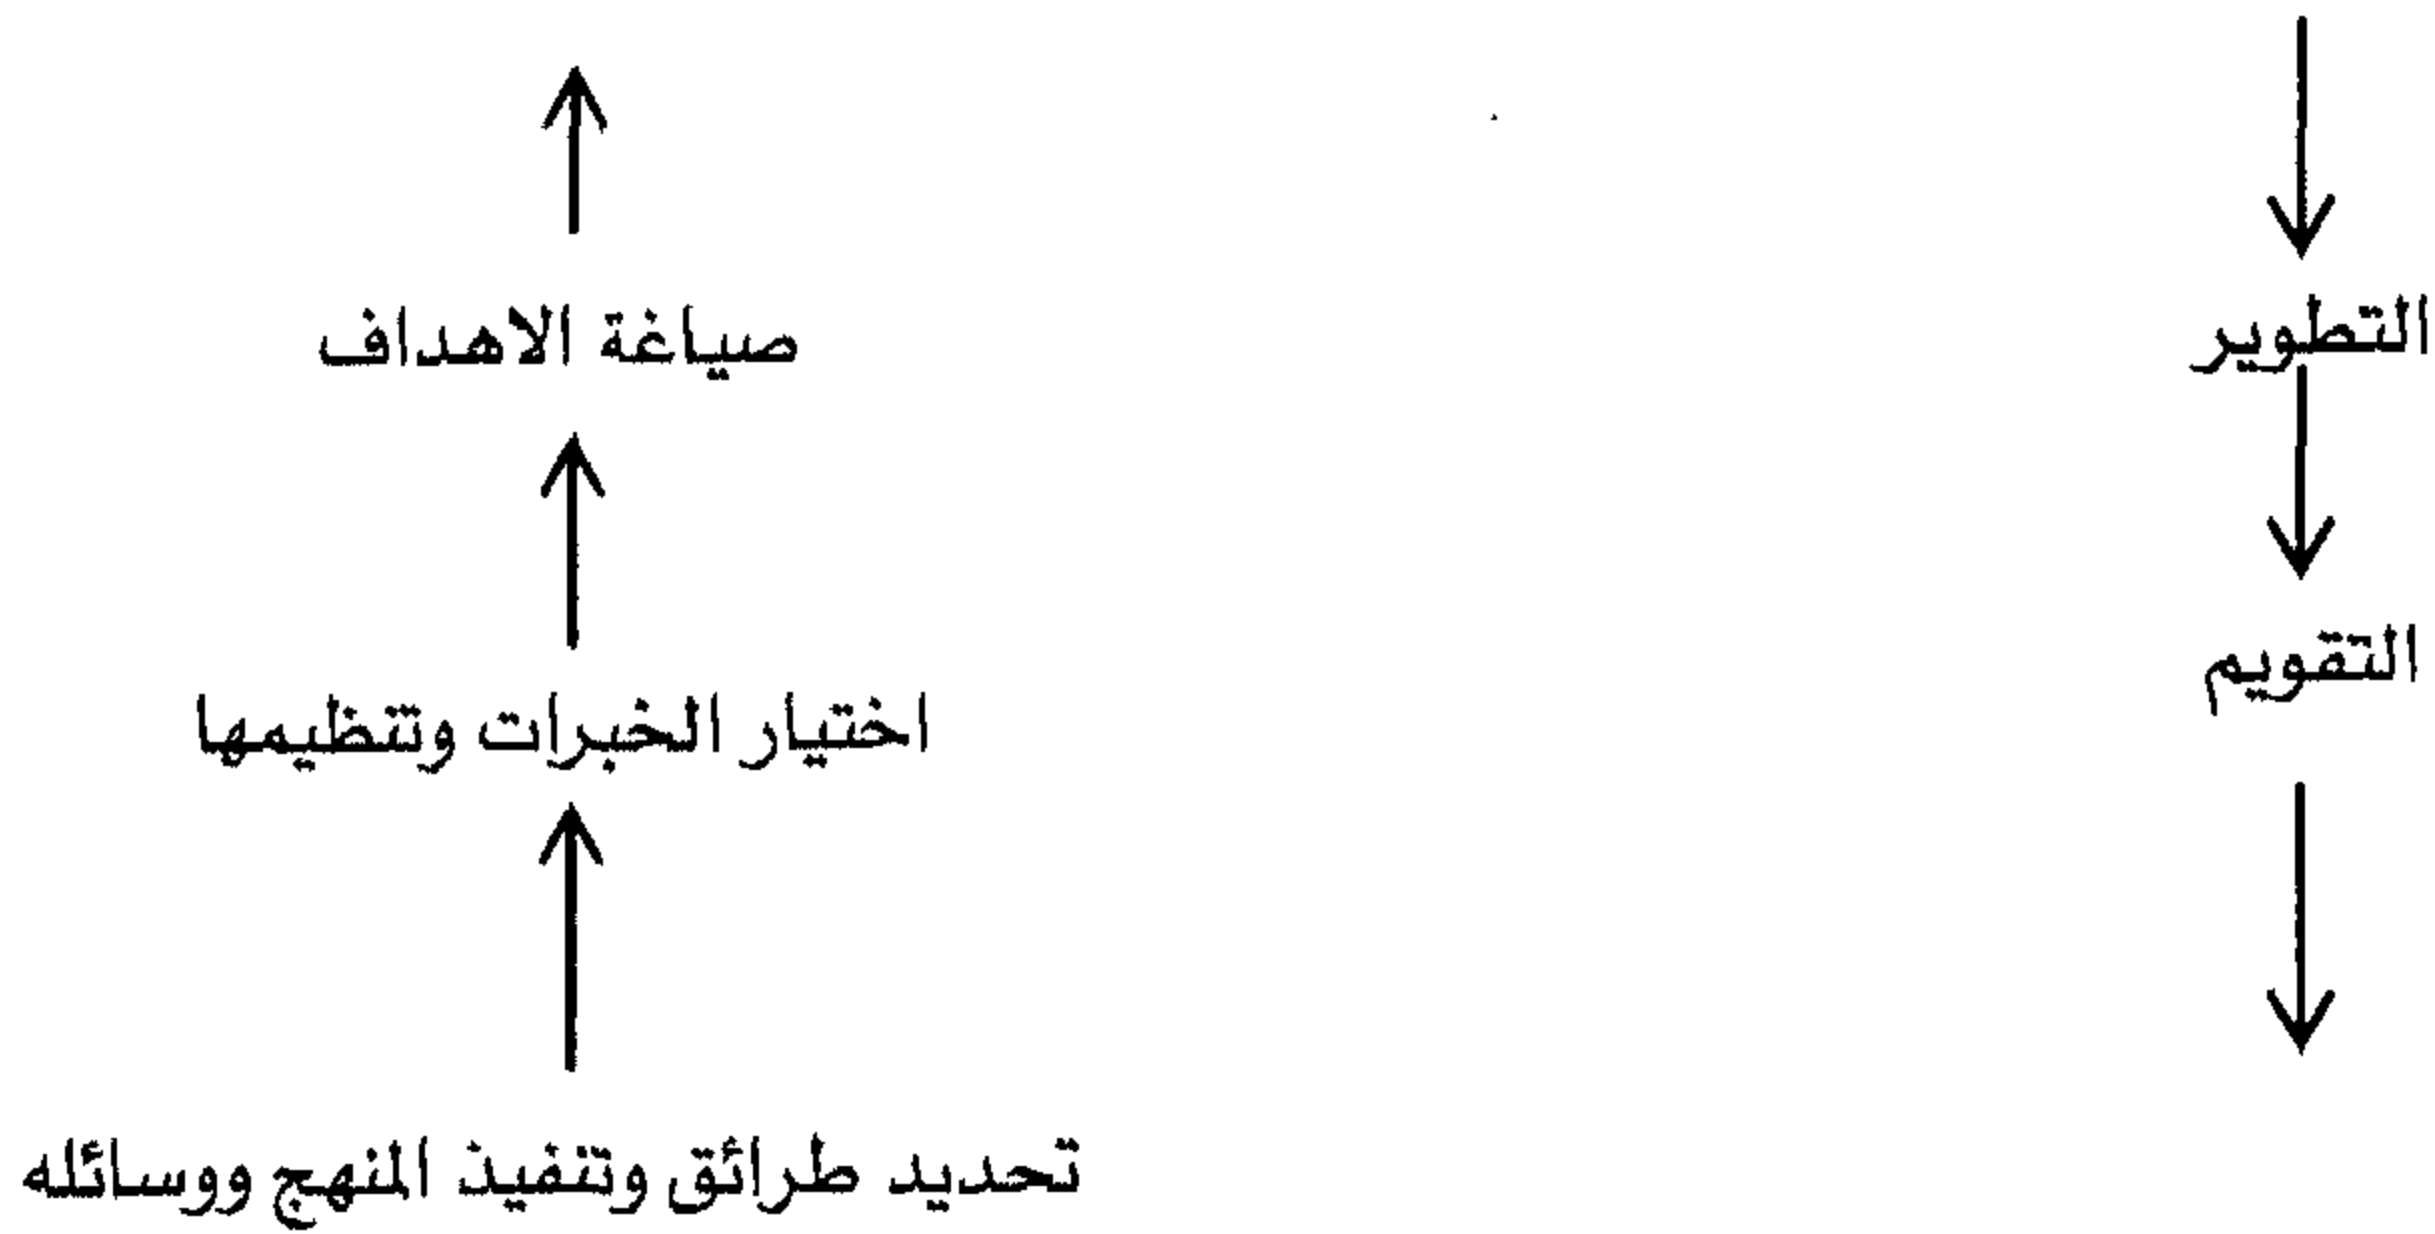 التطوير
صياغة الاهداف
التقويم
اختيار الخبرات وتنظيمها
تحديد طرائق وتنفيذ المنهج ووسائله